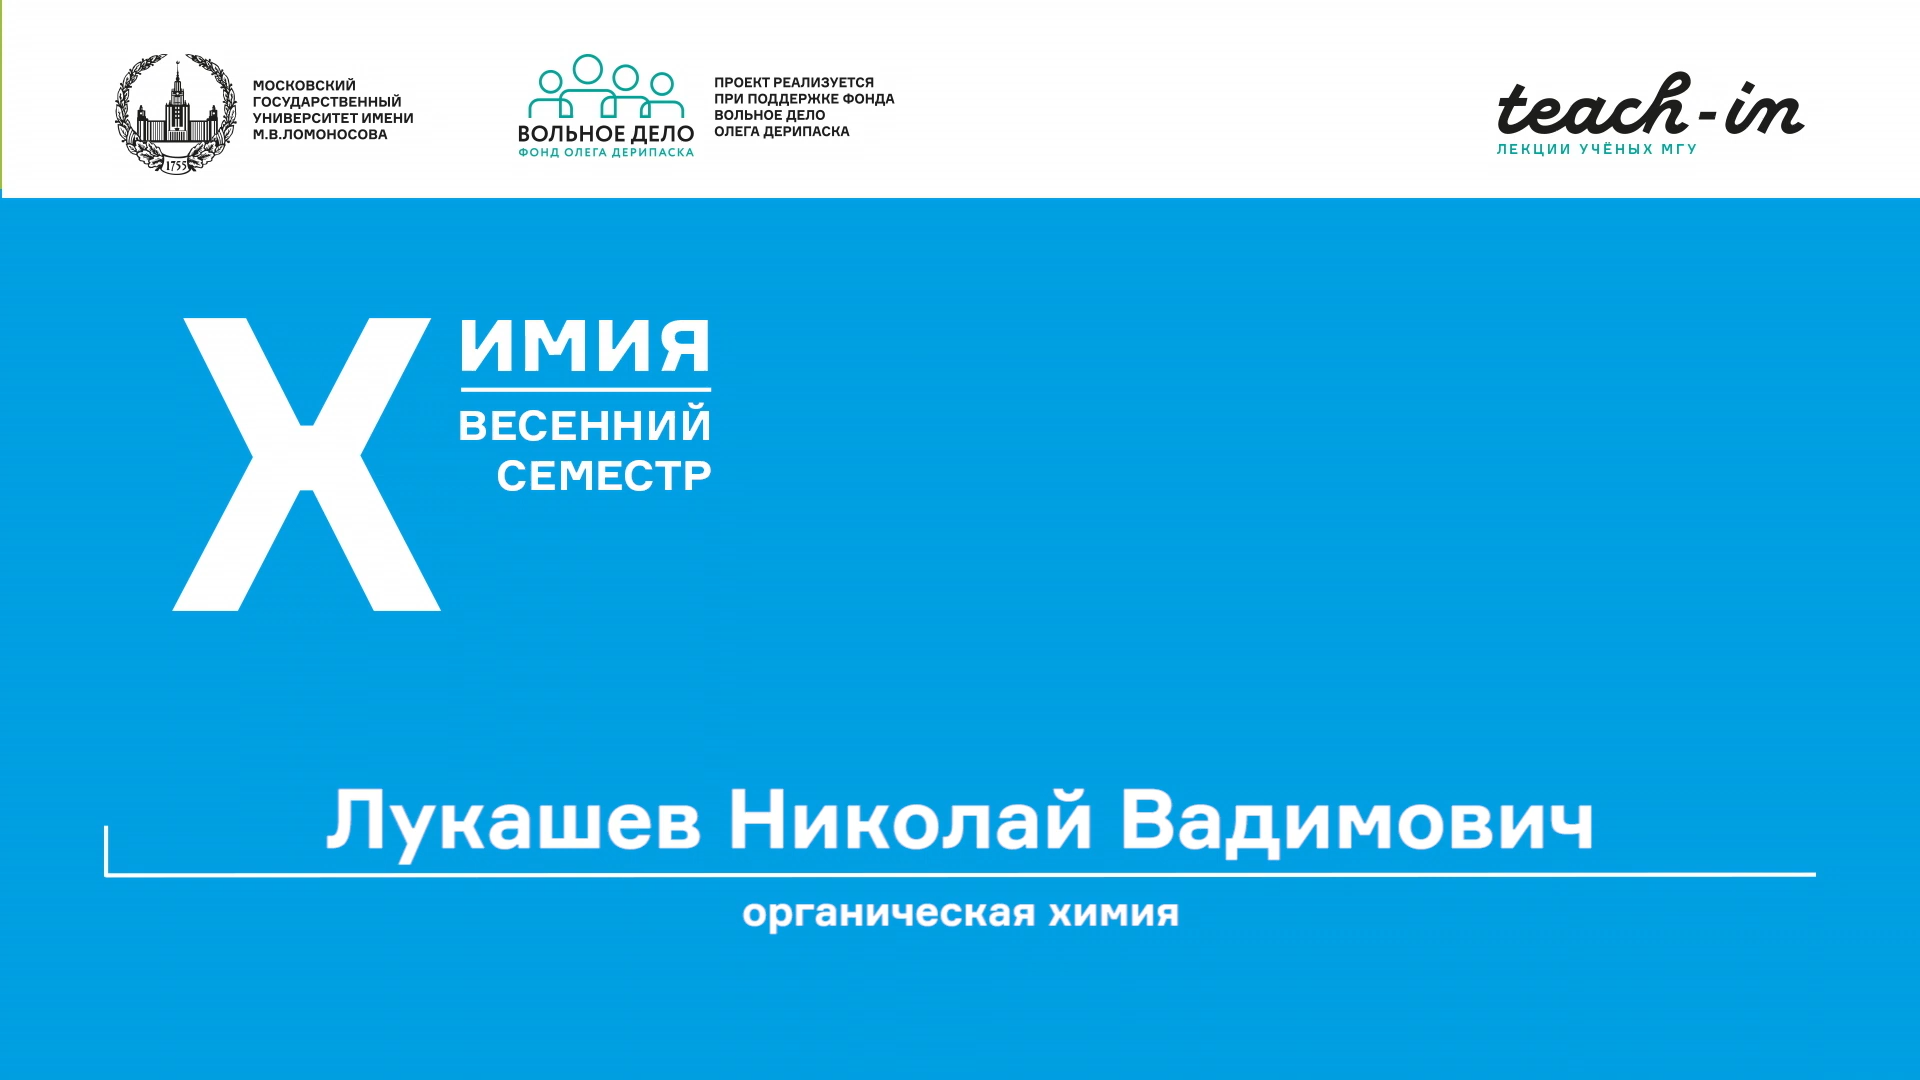 МОСКОВСКИЙ
ГОСУДАРСТВЕННЫЙ
УНИВЕРСИТЕТ ИМЕНИ
М.В.ЛОМОНОСОВА
1755
ВОЛЬНОЕ ДЕЛО
ФОНД ОЛЕГА ДЕРИПАСКА
ПРОЕКТ РЕАЛИЗУЕТСЯ
ПРИ ПОДДЕРЖКЕ ФОНДА
ВОЛЬНОЕ ДЕЛО
ОЛЕГА ДЕРИПАСКА
teach-in
ЛЕКЦИИ УЧЁНЫХ МГУ
ХИМИЯ
ВЕСЕННИЙ
СЕМЕСТР
Лукашев Николай Вадимович
органическая химия